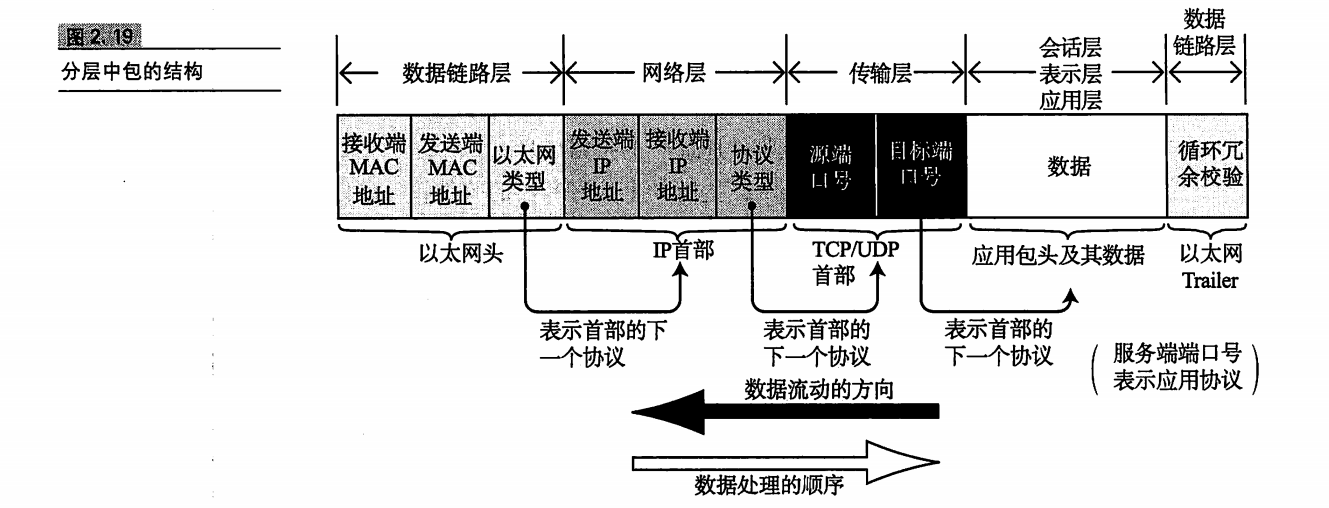 图2.19
分层中包的结构
数据链路层
网络层
传输层
会话层
表示层
应用层
数据
链路层
接收端
MAC
地址
发送端
MAC
地址
以太网
类型
发送端
IP
地址
接收端
IP
地址
协议
类型
源端
口号
目标端
口号
数据
循环冗
余校验
以太网头
IP首部
TCP/UDP
首部
应用包头及其数据
以太网
Trailer
表示首部的下
一个协议
表示首部的
下一个协议
表示首部的
下一个协议
服务端端口号
表示应用协议
数据流动的方向
数据处理的顺序